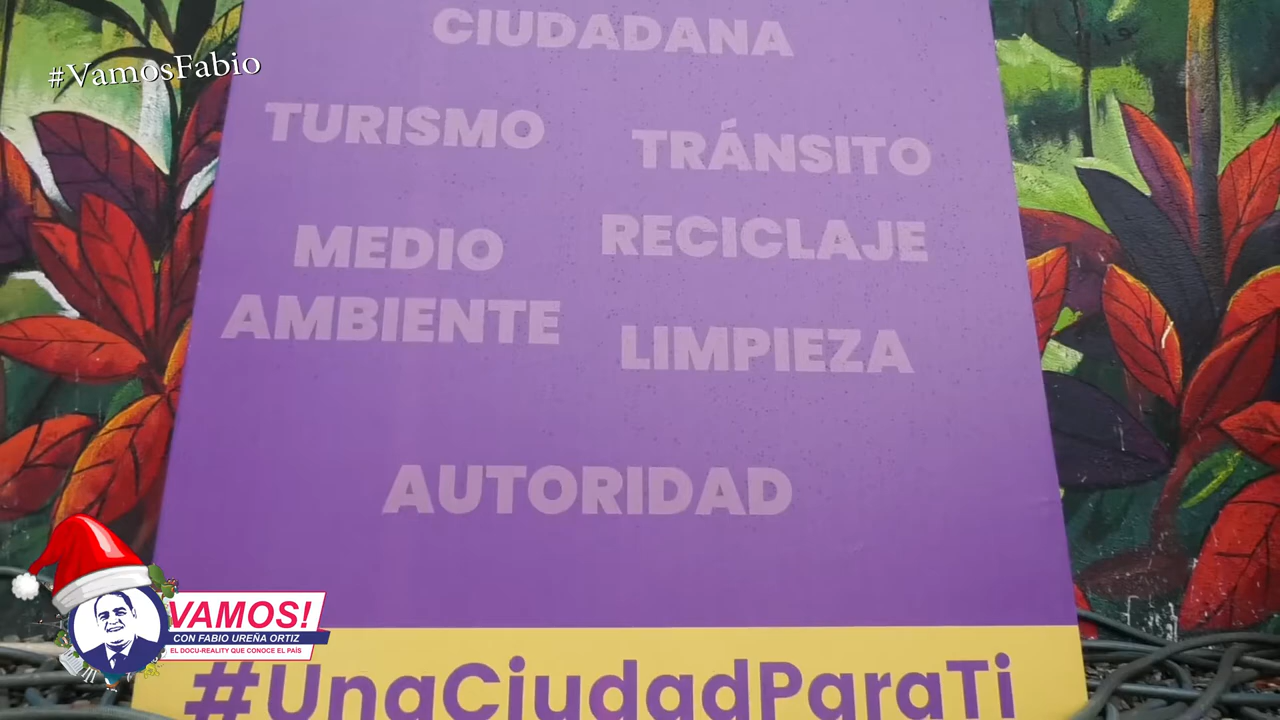 #VamosFabio
CIUDADANA
TURISMO
TRÁNSITO
MEDIO
AMBIENTE
RECICLAJE
LIMPIEZA
AUTORIDAD
#UnaCiudadParaTi
VAMOS!
CON FABIO UREÑA ORTIZ
EL DOCU-REALITY QUE CONOCE EL PAÍS